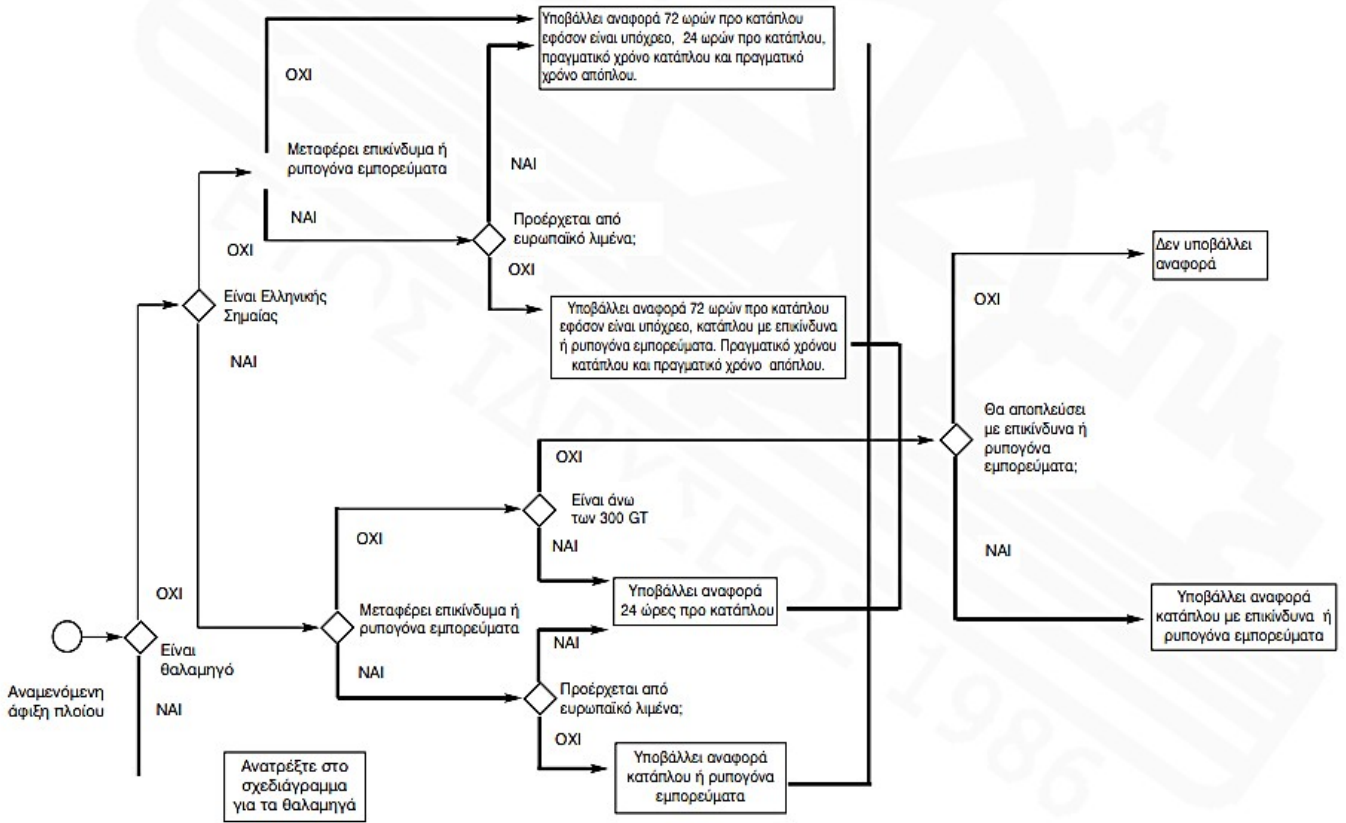 Υποβάλλει αναφορά 72 ωρών προ κατάπλου
εφόσον είναι υπόχρεο, 24 ωρών προ κατάπλου,
πραγματικό χρόνο κατάπλου και πραγματικό
χρόνο απόπλου.
ΟΧΙ
Μεταφέρει επικίνδυμα ή
ρυπογόνα εμπορεύματα
ΝΑΙ
ΝΑΙ
Προέρχεται από
ευρωπαϊκό λιμένα;
ΟΧΙ
ΟΧΙ
Είναι Ελληνικής
Σημαίας
ΝΑΙ
Υποβάλλει αναφορά 72 ωρών προ κατάπλου
εφόσον είναι υπόχρεο, κατάπλου με επικίνδυνα
ή ρυπογόνα εμπορεύματα. Πραγματικό χρόνου
κατάπλου και πραγματικό χρόνο απόπλου.
Δεν υποβάλλει
αναφορά
ΟΧΙ
Θα αποπλεύσει
με επικίνδυνα ή
ρυπογόνα
εμπορεύματα;
ΝΑΙ
Υποβάλλει αναφορά
κατάπλου με επικίνδυνα ή
ρυπογόνα εμπορεύματα
ΟΧΙ
Είναι άνω
των 300 GT
ΝΑΙ
ΟΧΙ
Υποβάλλει αναφορά
24 ώρες προ κατάπλου
Μεταφέρει επικίνδυμα ή
ρυπογόνα εμπορεύματα
ΝΑΙ
ΝΑΙ
Προέρχεται από
ευρωπαϊκό λιμένα;
ΟΧΙ
Υποβάλλει αναφορά
κατάπλου ή ρυπογόνα
εμπορεύματα
ΟΧΙ
Είναι
θαλαμηγό
Αναμενόμενη
άφιξη πλοίου
ΝΑΙ
Ανατρέξτε στο
σχεδιάγραμμα
για τα θαλαμηγά
ΕΤΟΣ ΙΔΡΥΣΕΩΣ 1986